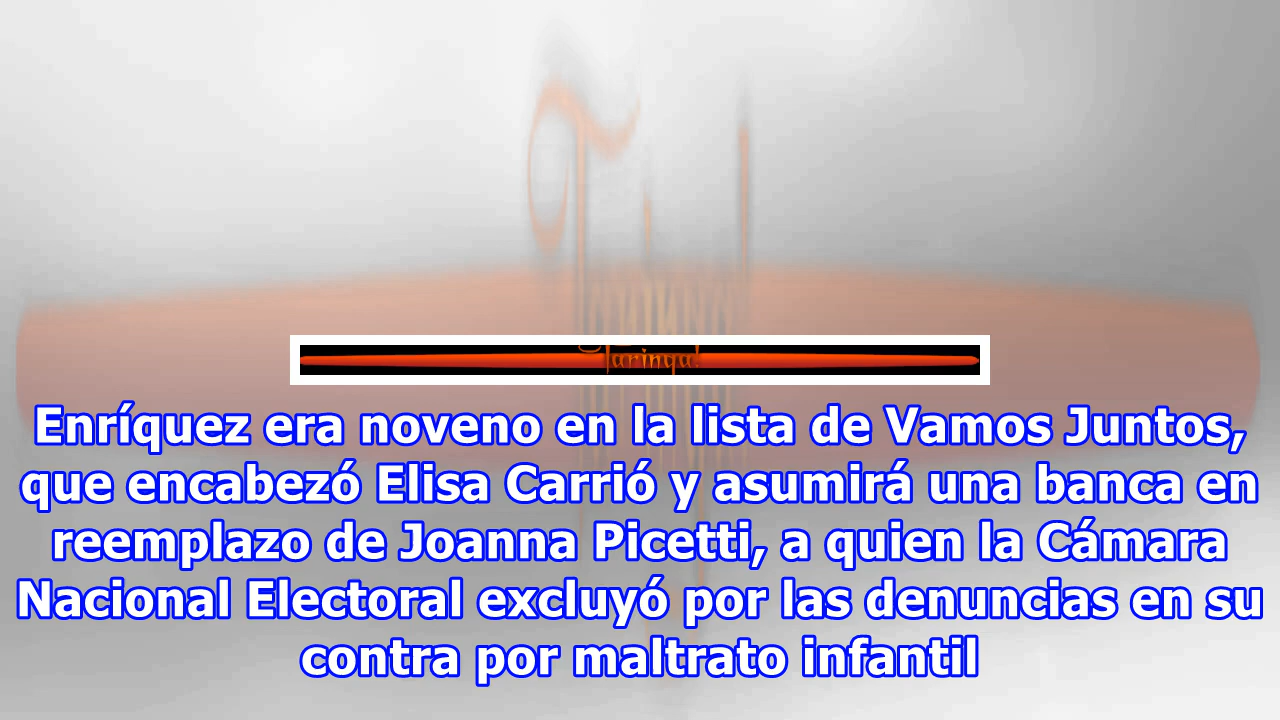 Taringa!
Enríquez era noveno en la lista de Vamos Juntos,
que encabezó Elisa Carrió y asumirá una banca en
reemplazo de Joanna Picetti, a quien la Cámara
Nacional Electoral excluyó por las denuncias en su
contra por maltrato infantil